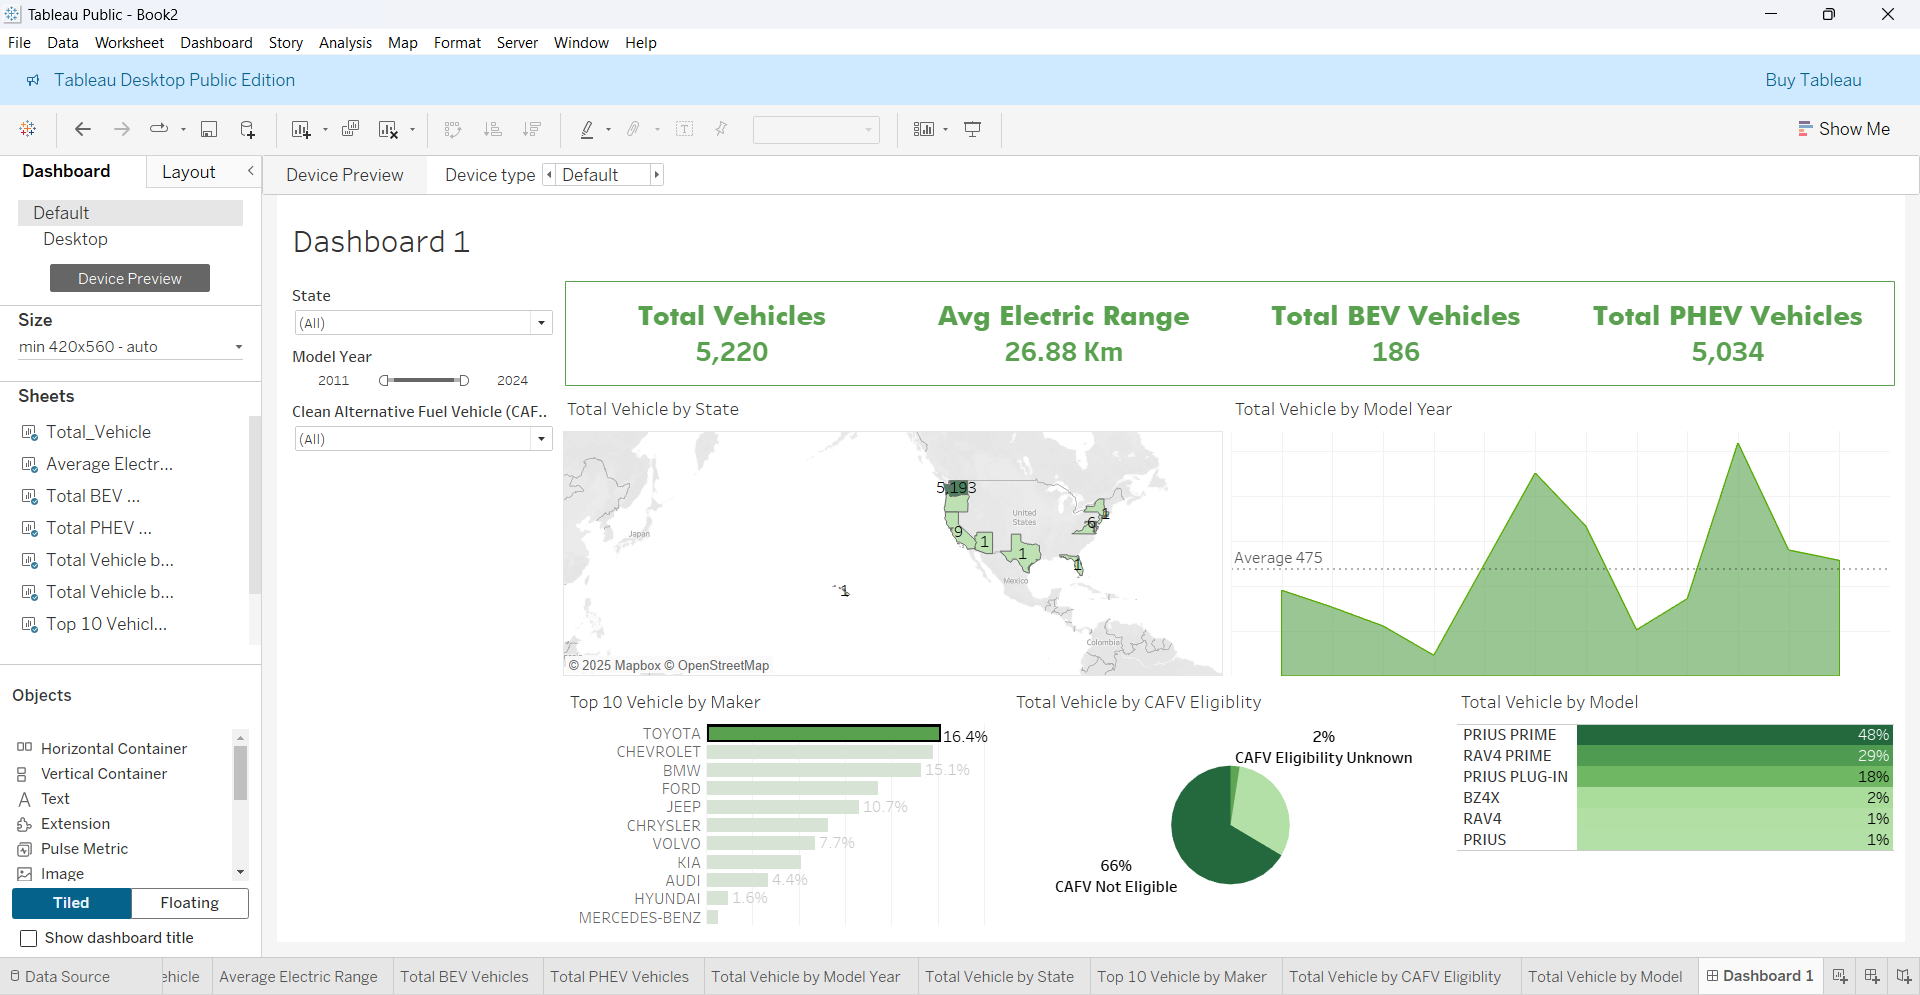 Tableau Public - Book2
File Data Worksheet Dashboard Story Analysis Map Format Server Window Help
Tableau Desktop Public Edition
Buy Tableau
Show Me
Dashboard
Layout
Device Preview
Device type
Default
Default
Desktop
Device Preview
Size
min 420x560 - auto
Sheets
Total_Vehicle
Average Electr...
Total BEV ...
Total PHEV ...
Total Vehicle b...
Total Vehicle b...
Top 10 Vehicl...
Objects
Horizontal Container
Vertical Container
Text
Extension
Pulse Metric
Image
Tiled
Floating
Show dashboard title
Dashboard 1
State
(All)
Model Year
2011
2024
Clean Alternative Fuel Vehicle (CAF..
(All)
Total Vehicles
5,220
Avg Electric Range
26.88 Km
Total BEV Vehicles
186
Total PHEV Vehicles
5,034
Total Vehicle by State
5,193
United
States
Japan
9
1
1
6
1
1
1
Mexico
Colombia
© 2025 Mapbox © OpenStreetMap
Total Vehicle by Model Year
Average 475
Top 10 Vehicle by Maker
TOYOTA 16.4%
CHEVROLET
BMW 15.1%
FORD
JEEP 10.7%
CHRYSLER
VOLVO 7.7%
KIA
AUDI 4.4%
HYUNDAI 1.6%
MERCEDES-BENZ
Total Vehicle by CAFV Eligiblity
2%
CAFV Eligibility Unknown
66%
CAFV Not Eligible
Total Vehicle by Model
PRIUS PRIME 48%
RAV4 PRIME 29%
PRIUS PLUG-IN 18%
BZ4X 2%
RAV4 1%
PRIUS 1%
Data Source
ehicle
Average Electric Range
Total BEV Vehicles
Total PHEV Vehicles
Total Vehicle by Model Year
Total Vehicle by State
Top 10 Vehicle by Maker
Total Vehicle by CAFV Eligiblity
Total Vehicle by Model
Dashboard 1